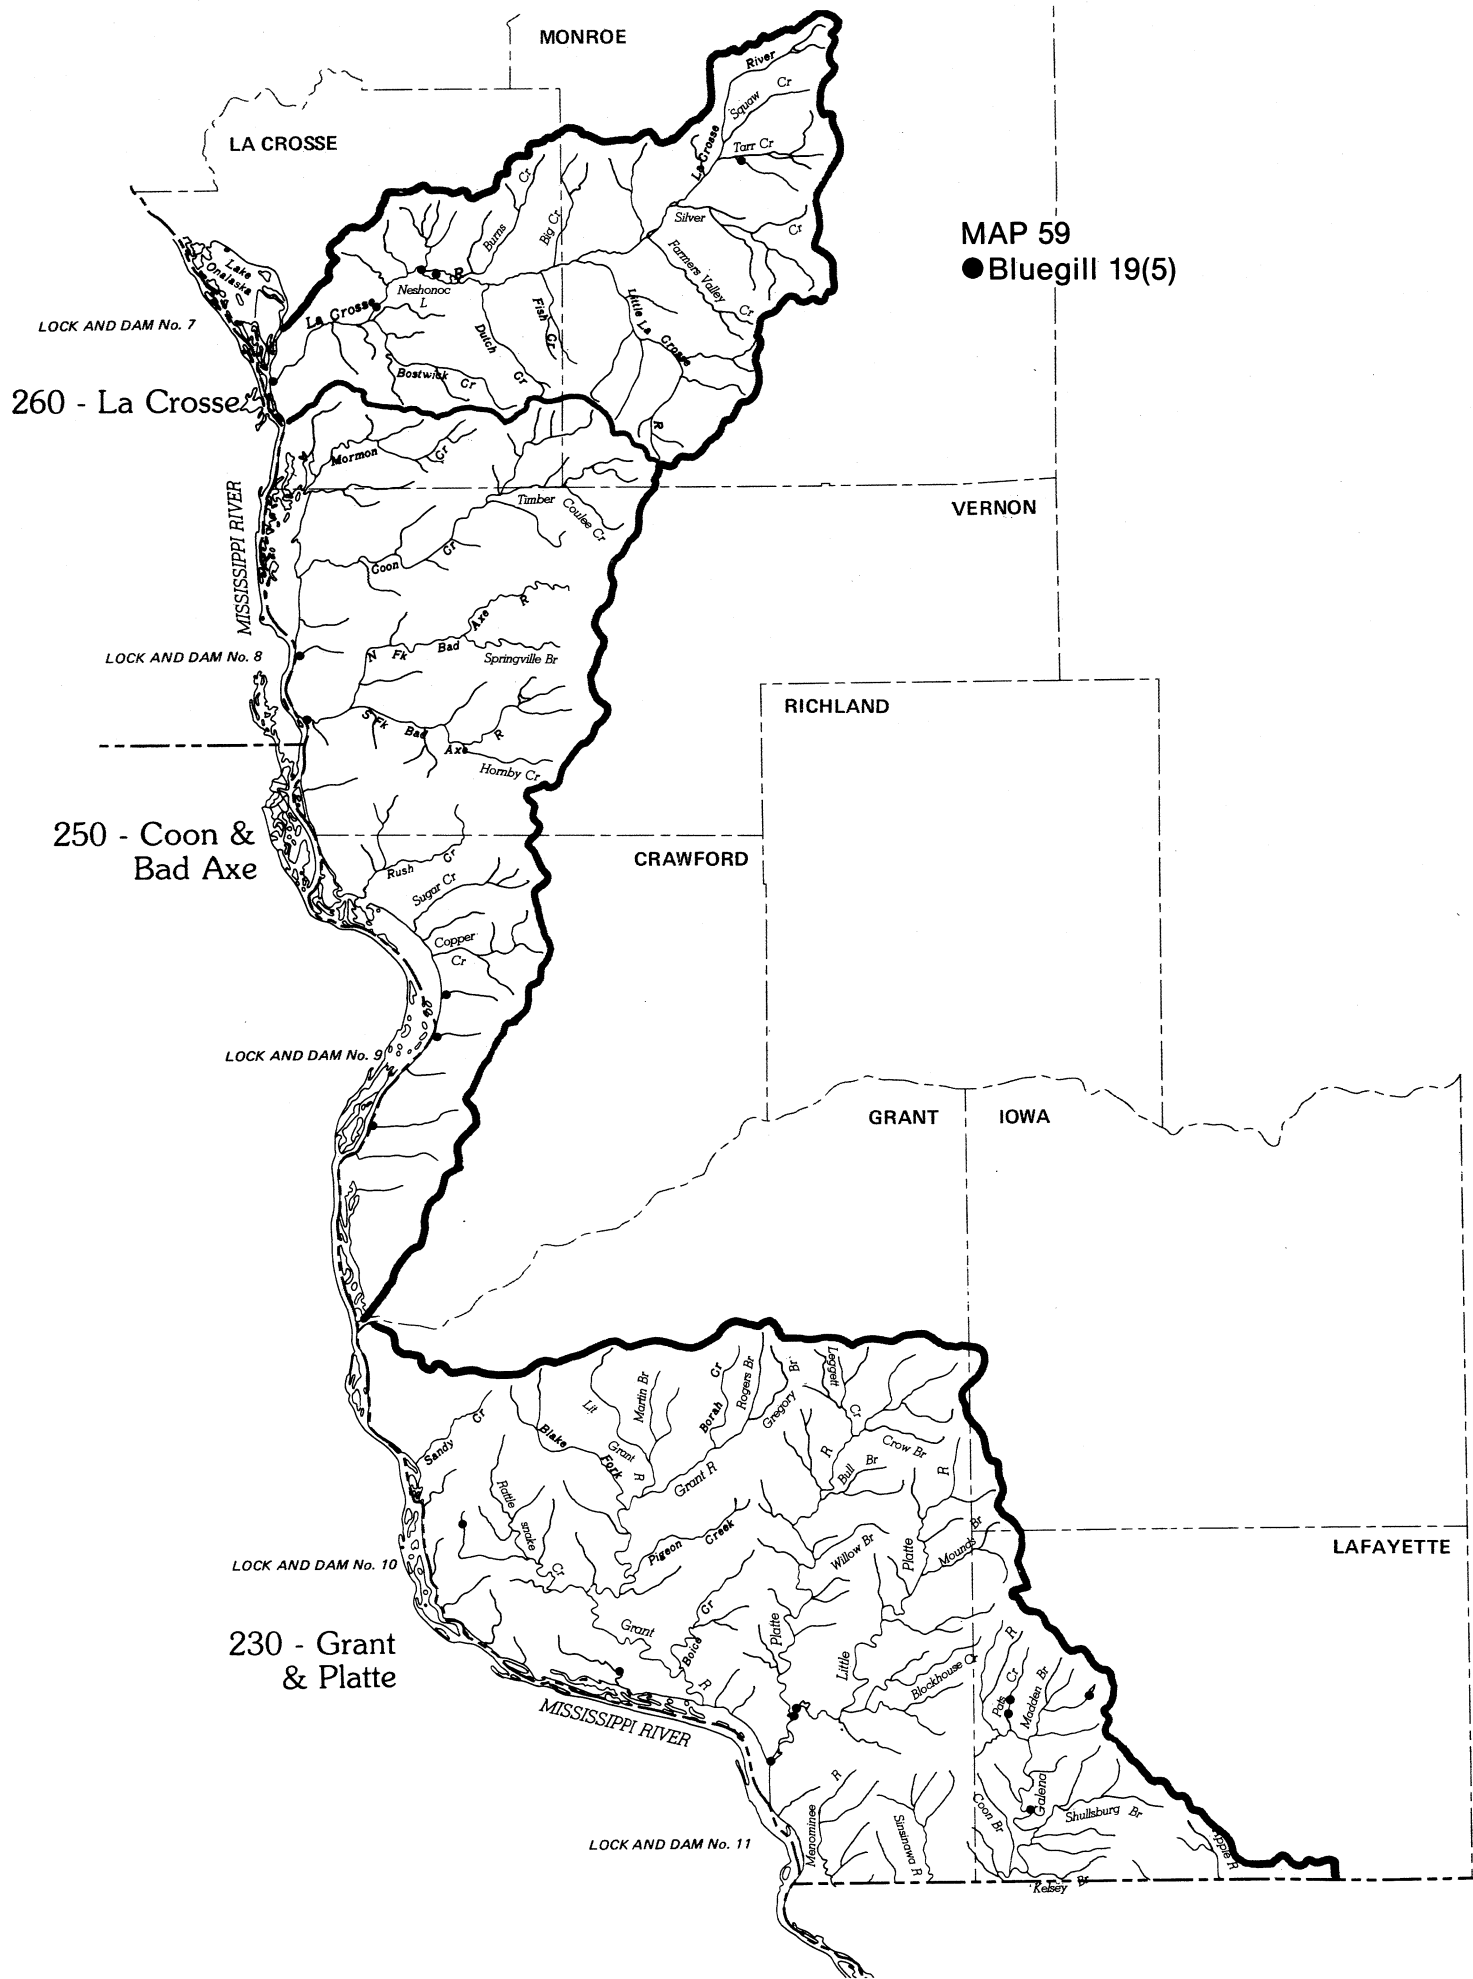 MONROE
River
Cr
Squaw
LA CROSSE
La Crosse
Tarr Cr
Cr
Silver
Cr
Burns
Big Cr
MAP 59
Bluegill 19(5)
Lake
Onalaska
Farmers Valley
Cr
R
Neshonoc
L
La Crosse
Fish
Cr
Little La Crosse
LOCK AND DAM No. 7
Dutch
Cr
Bostwick Cr
260 - La Crosse
R
Mormon
Cr
MISSISSIPPI RIVER
Timber
Coulee Cr
VERNON
Coon
Cr
N Fk Bad Axe R
LOCK AND DAM No. 8
Springville Br
RICHLAND
S Fk Bad Axe R
Hornby Cr
250 - Coon &
Bad Axe
CRAWFORD
Rush
Cr
Sugar Cr
Copper
Cr
LOCK AND DAM No. 9
GRANT
IOWA
Sandy
Cr
Blake
Fork
Lit
Grant
R
Martin Br
Borah
Cr
Rogers Br
Gregory
Br
Leggett
Cr
Crow Br
R
Bull
Br
R
Grant R
Rattle
snake
Cr
Pigeon
Creek
Willow Br
Platte
Mounds
Br
LAFAYETTE
LOCK AND DAM No. 10
230 - Grant
& Platte
Grant
R
Boice
Cr
Platte
Little
Blockhouse Cr
R
Pats
Cr
Madden Br
MISSISSIPPI RIVER
Menominee
R
Sinsinawa R
Coon Br
Galena
Shullsburg Br
LOCK AND DAM No. 11
Kelsey Br
R